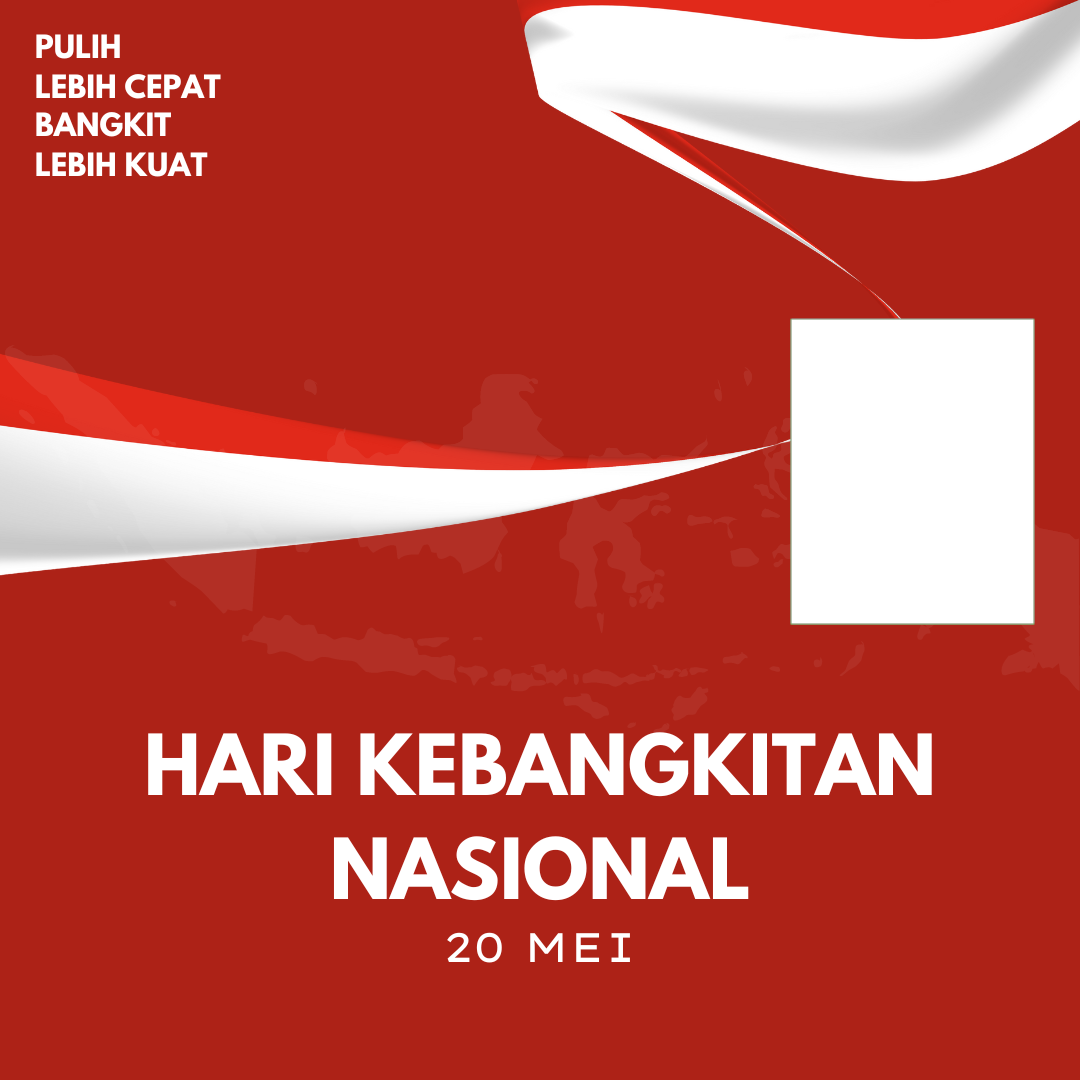 PULIH
LEBIH CEPAT
BANGKIT
LEBIH KUAT
HARI KEBANGKITAN
NASIONAL
20 MEI